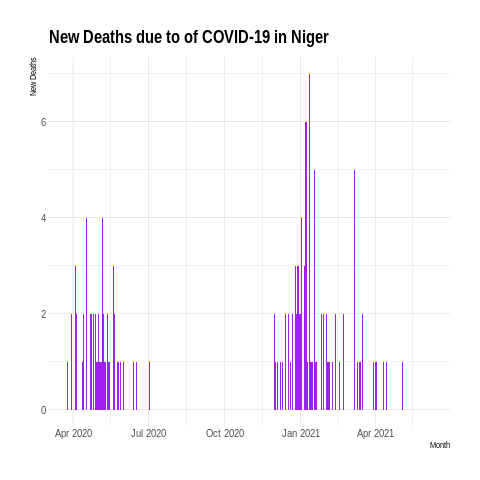 New Deaths due to of COVID-19 in Niger
New Deaths
6
4
2
0
Apr 2020 Jul 2020 Oct 2020 Jan 2021 Apr 2021
Month